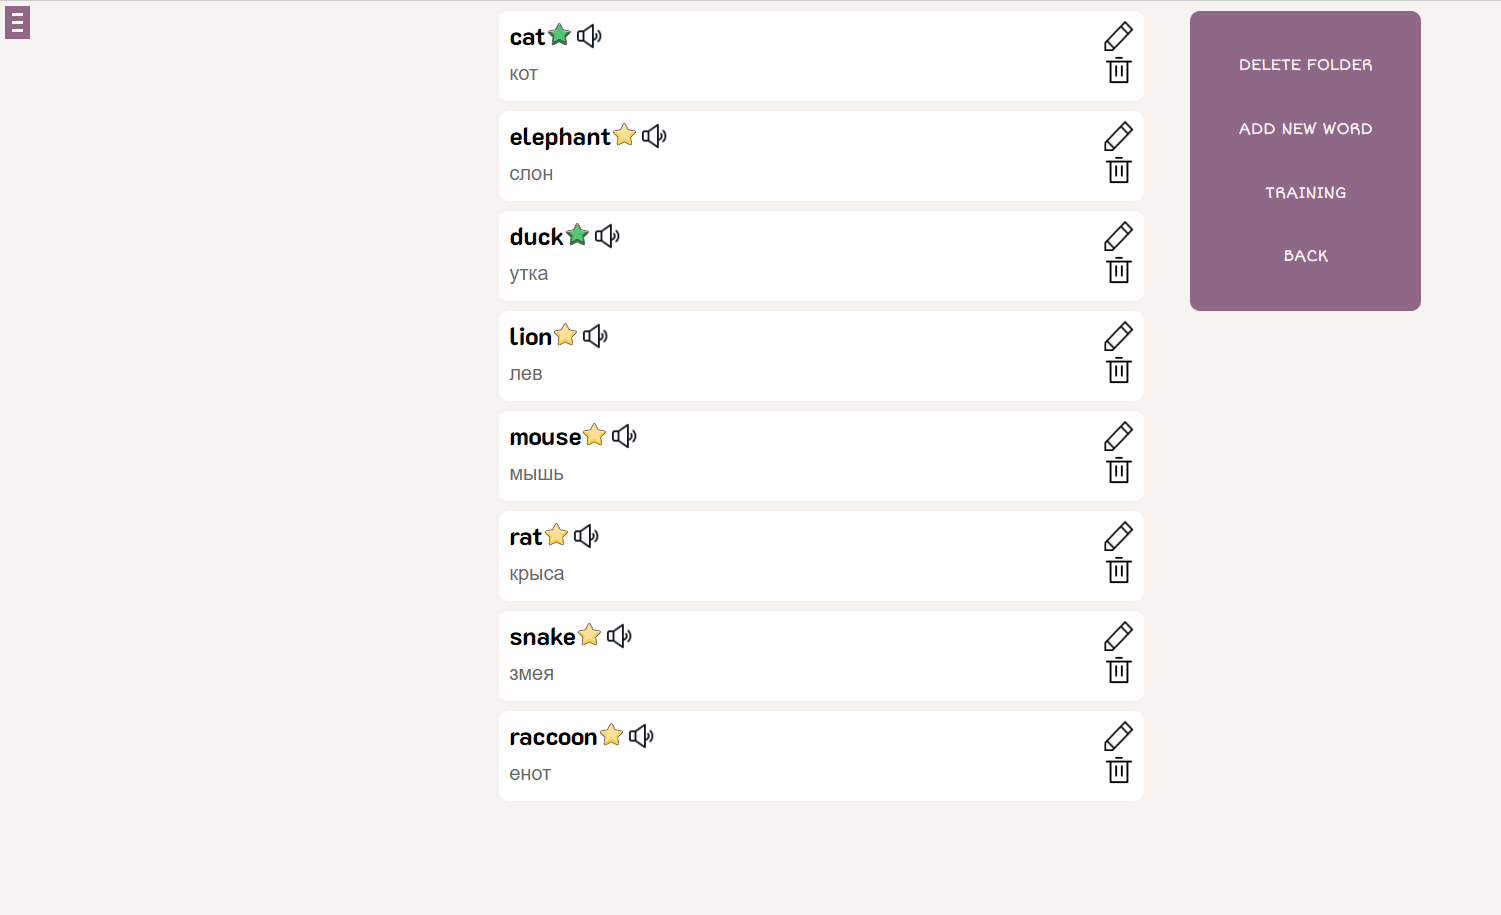 cat
кот
elephant
слон
duck
утка
lion
лев
mouse
мышь
rat
крыса
snake
змея
raccoon
енот
DELETE FOLDER
ADD NEW WORD
TRAINING
BACK